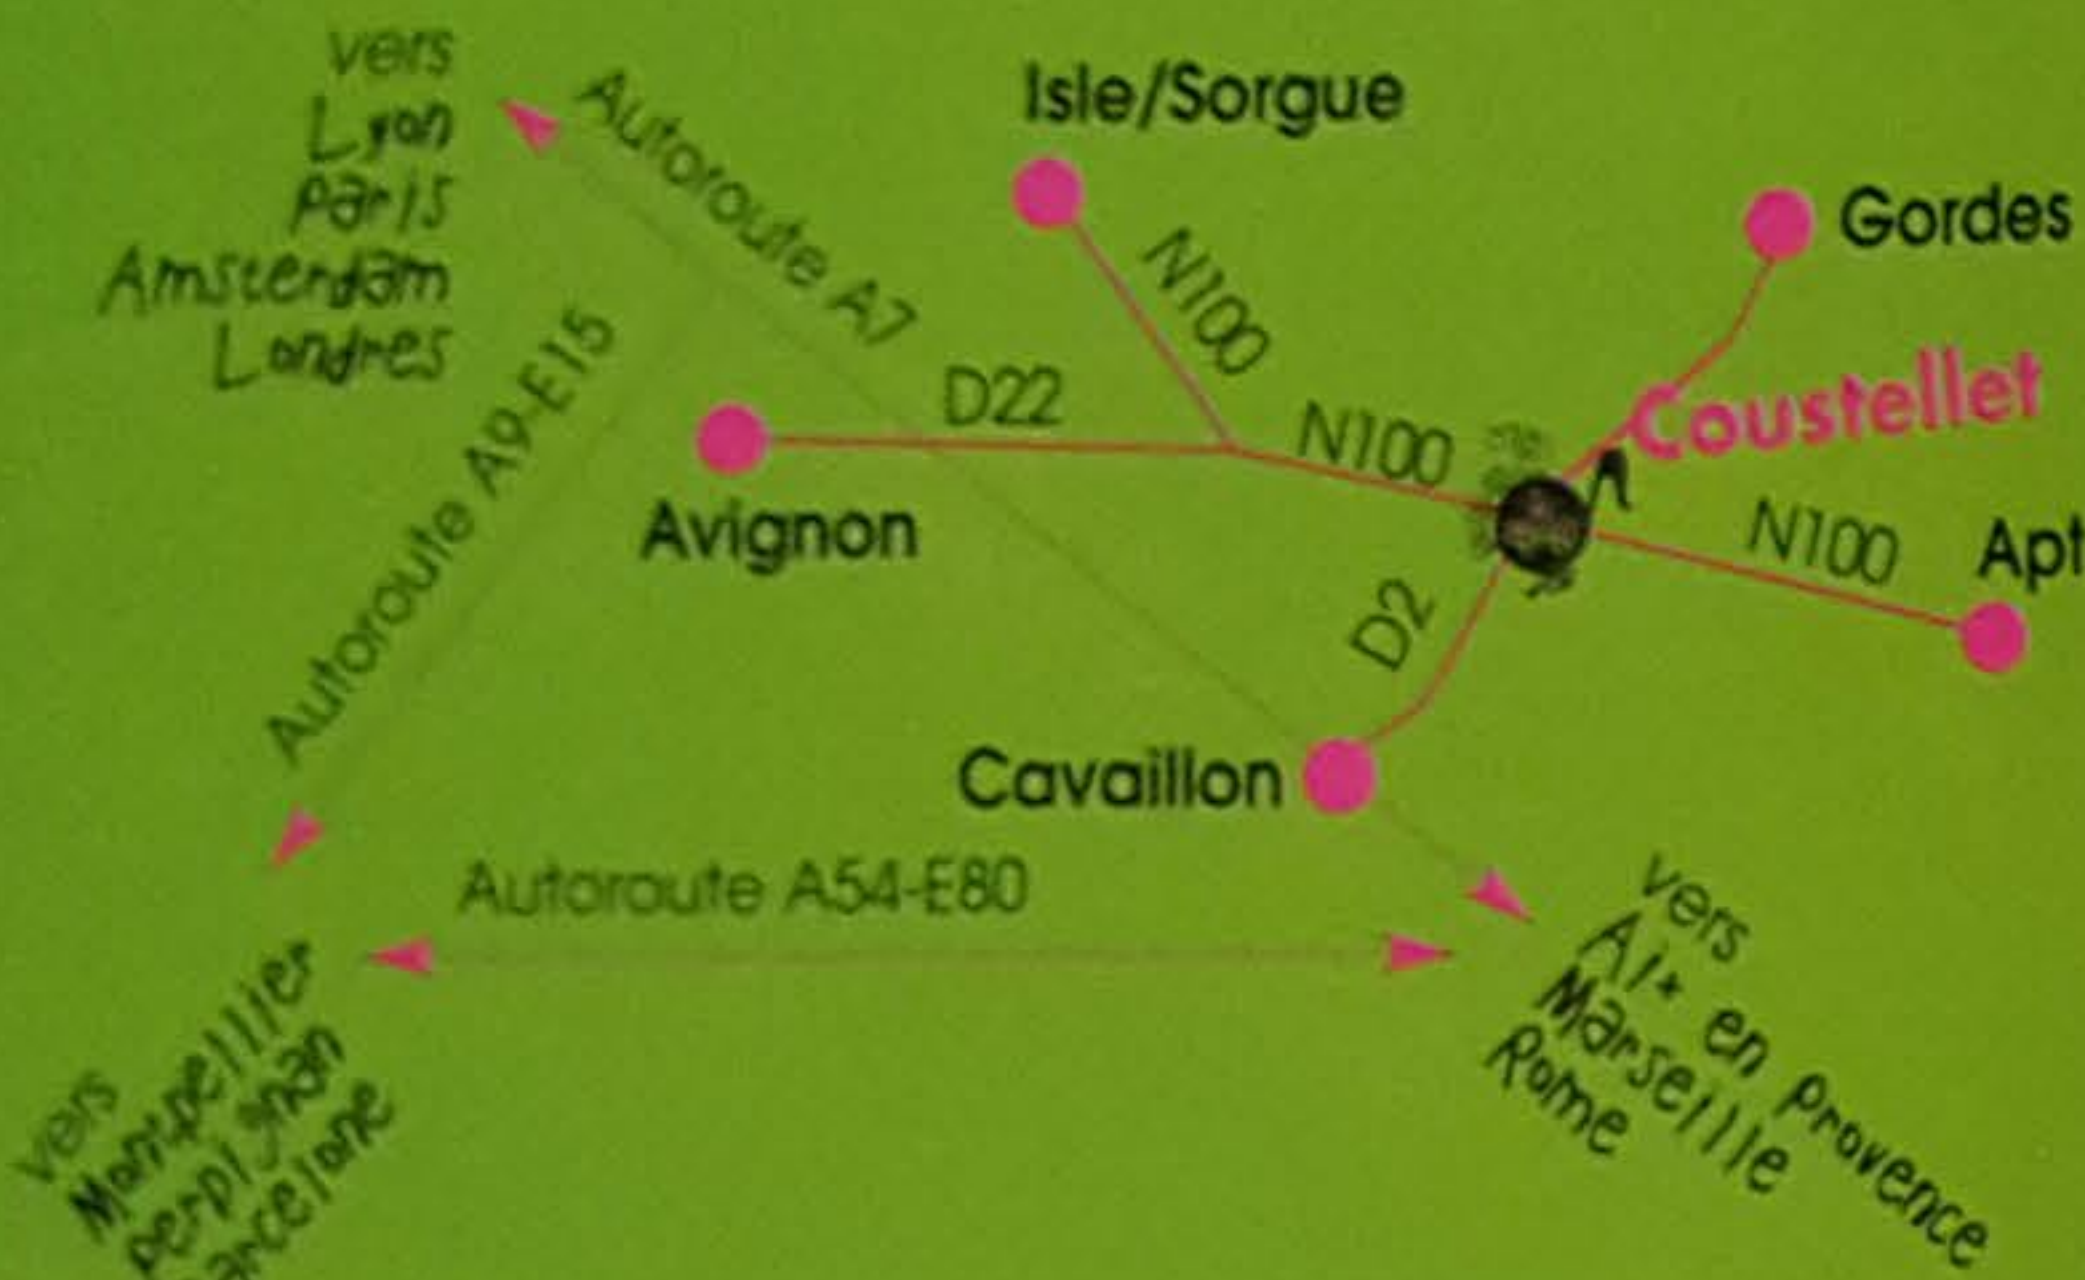 vers
Lyon
Paris
Amsterdam
Londres
Autoroute A7
Isle/Sorgue
N100
Gordes
Coustellet
D22
N100
Avignon
N100
Apt
D2
Autoroute A9-E15
Cavaillon
Autoroute A54-E80
vers
Aix en Provence
Marseille
Rome
vers
Montpellier
Perpignan
arcelone